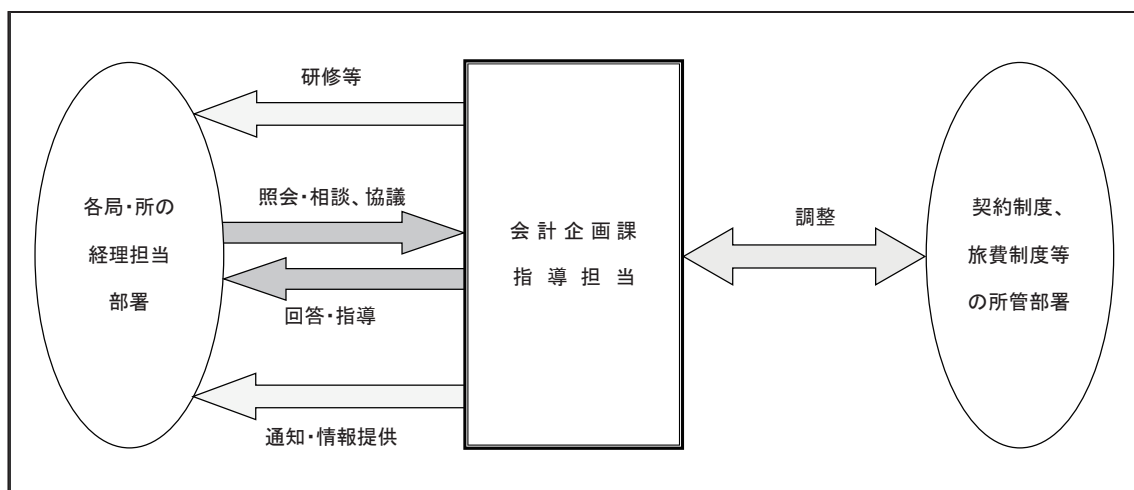 研修等
照会・相談、協議
各局・所の
経理担当
部署
回答・指導
通知・情報提供
会計企画課
指導担当
調整
契約制度、
旅費制度等
の所管部署